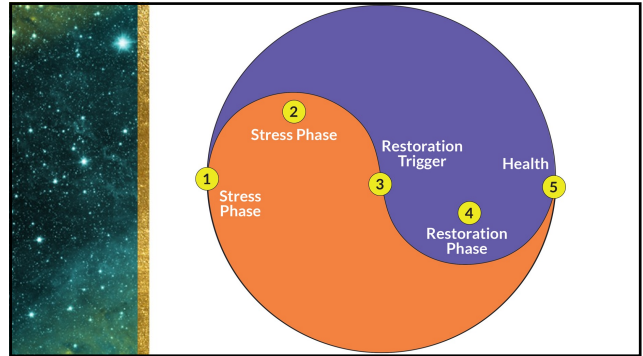 1
Stress
Phase
2
Stress Phase
3
Restoration
Trigger
4
Restoration
Phase
Health
5